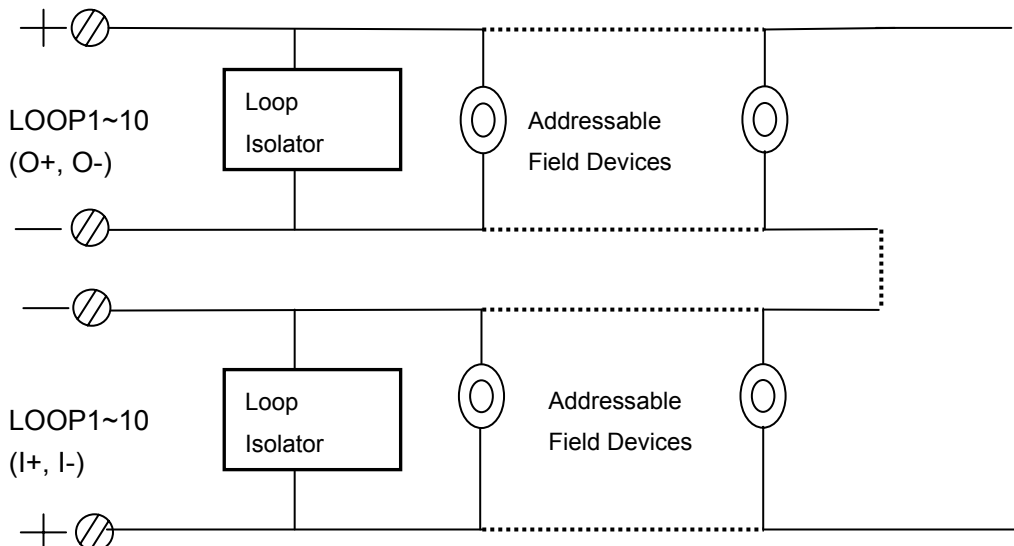 LOOP1~10
(O+, O-)
Loop
Isolator
Addressable
Field Devices
LOOP1~10
(I+, I-)
Loop
Isolator
Addressable
Field Devices